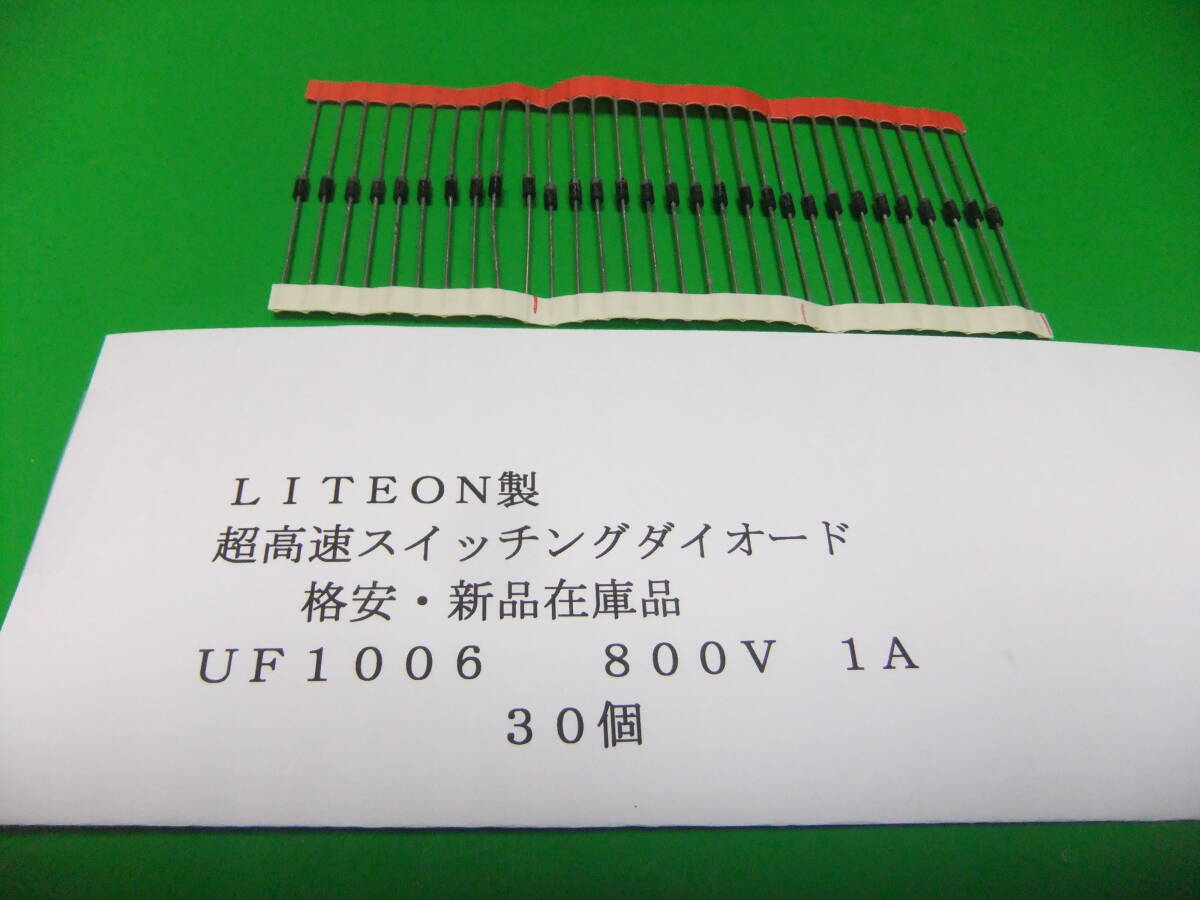 ＬＩＴＥＯＮ製
超高速スイッチングダイオード
格安・新品在庫品
ＵＦ１００６　　８００Ｖ　１Ａ
３０個